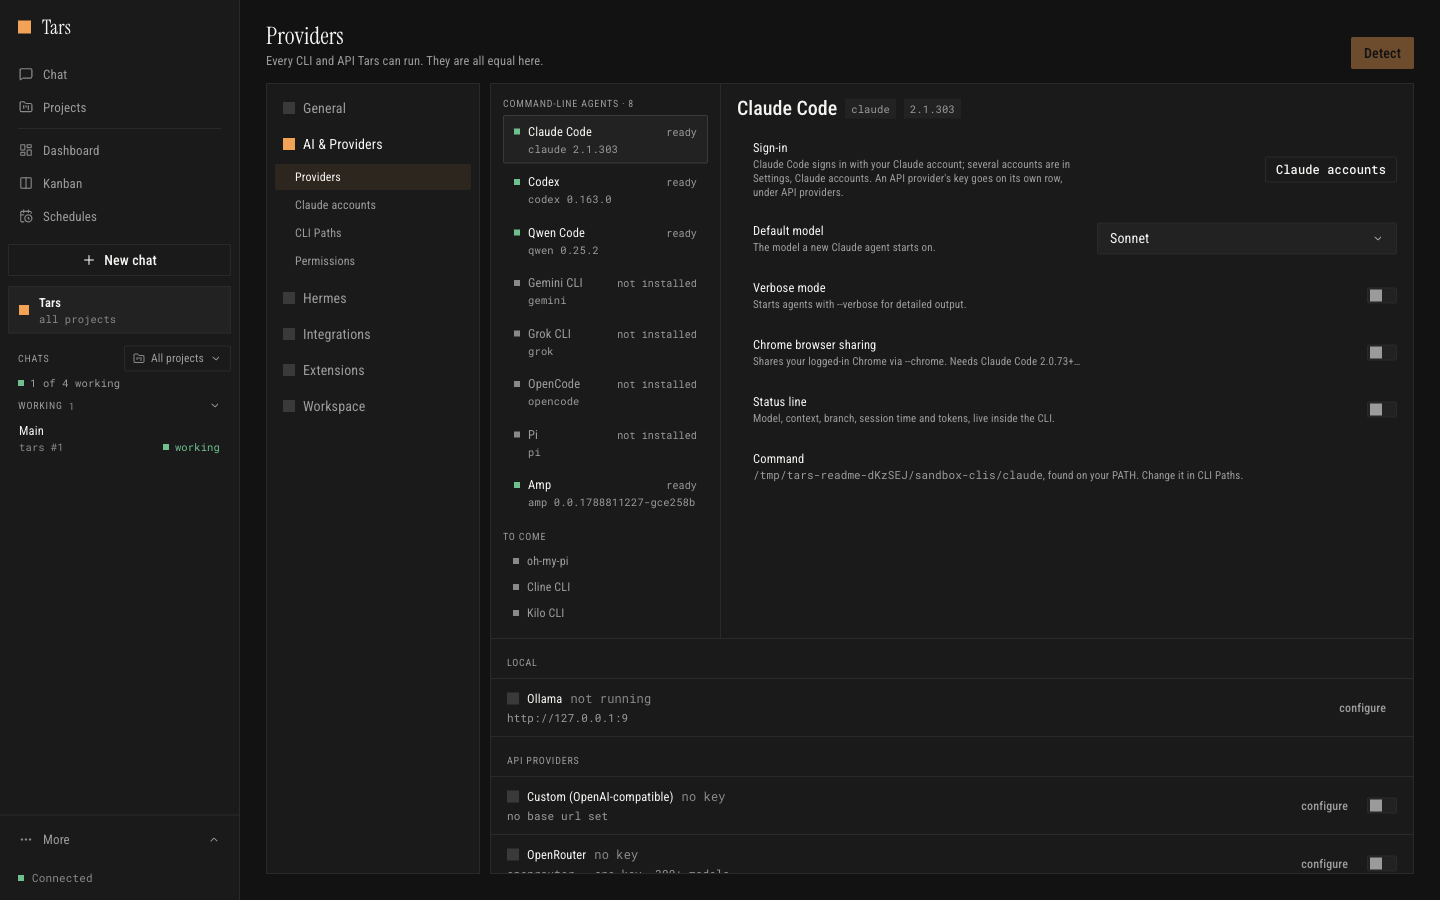 Tars
Chat
Projects
Dashboard
Kanban
Schedules
New chat
Tars
all projects
CHATS
All projects
1 of 4 working
WORKING 1
Main
tars #1
working
More
Connected
Providers
Every CLI and API Tars can run. They are all equal here.
Detect
General
AI & Providers
Providers
Claude accounts
CLI Paths
Permissions
Hermes
Integrations
Extensions
Workspace
COMMAND-LINE AGENTS · 8
Claude Code ready
claude 2.1.303
Codex ready
codex 0.163.0
Qwen Code ready
qwen 0.25.2
Gemini CLI not installed
gemini
Grok CLI not installed
grok
OpenCode not installed
opencode
Pi not installed
pi
Amp ready
amp 0.0.1788811227-gce258b
TO COME
oh-my-pi
Cline CLI
Kilo CLI
Claude Code claude 2.1.303
Sign-in
Claude Code signs in with your Claude account; several accounts are in
Settings, Claude accounts. An API provider's key goes on its own row,
under API providers.
Claude accounts
Default model
The model a new Claude agent starts on.
Sonnet
Verbose mode
Starts agents with --verbose for detailed output.
Chrome browser sharing
Shares your logged-in Chrome via --chrome. Needs Claude Code 2.0.73+...
Status line
Model, context, branch, session time and tokens, live inside the CLI.
Command
/tmp/tars-readme-dKzSEJ/sandbox-clis/claude, found on your PATH. Change it in CLI Paths.
LOCAL
Ollama not running
http://127.0.0.1:9
configure
API PROVIDERS
Custom (OpenAI-compatible) no key
no base url set
configure
OpenRouter no key
configure